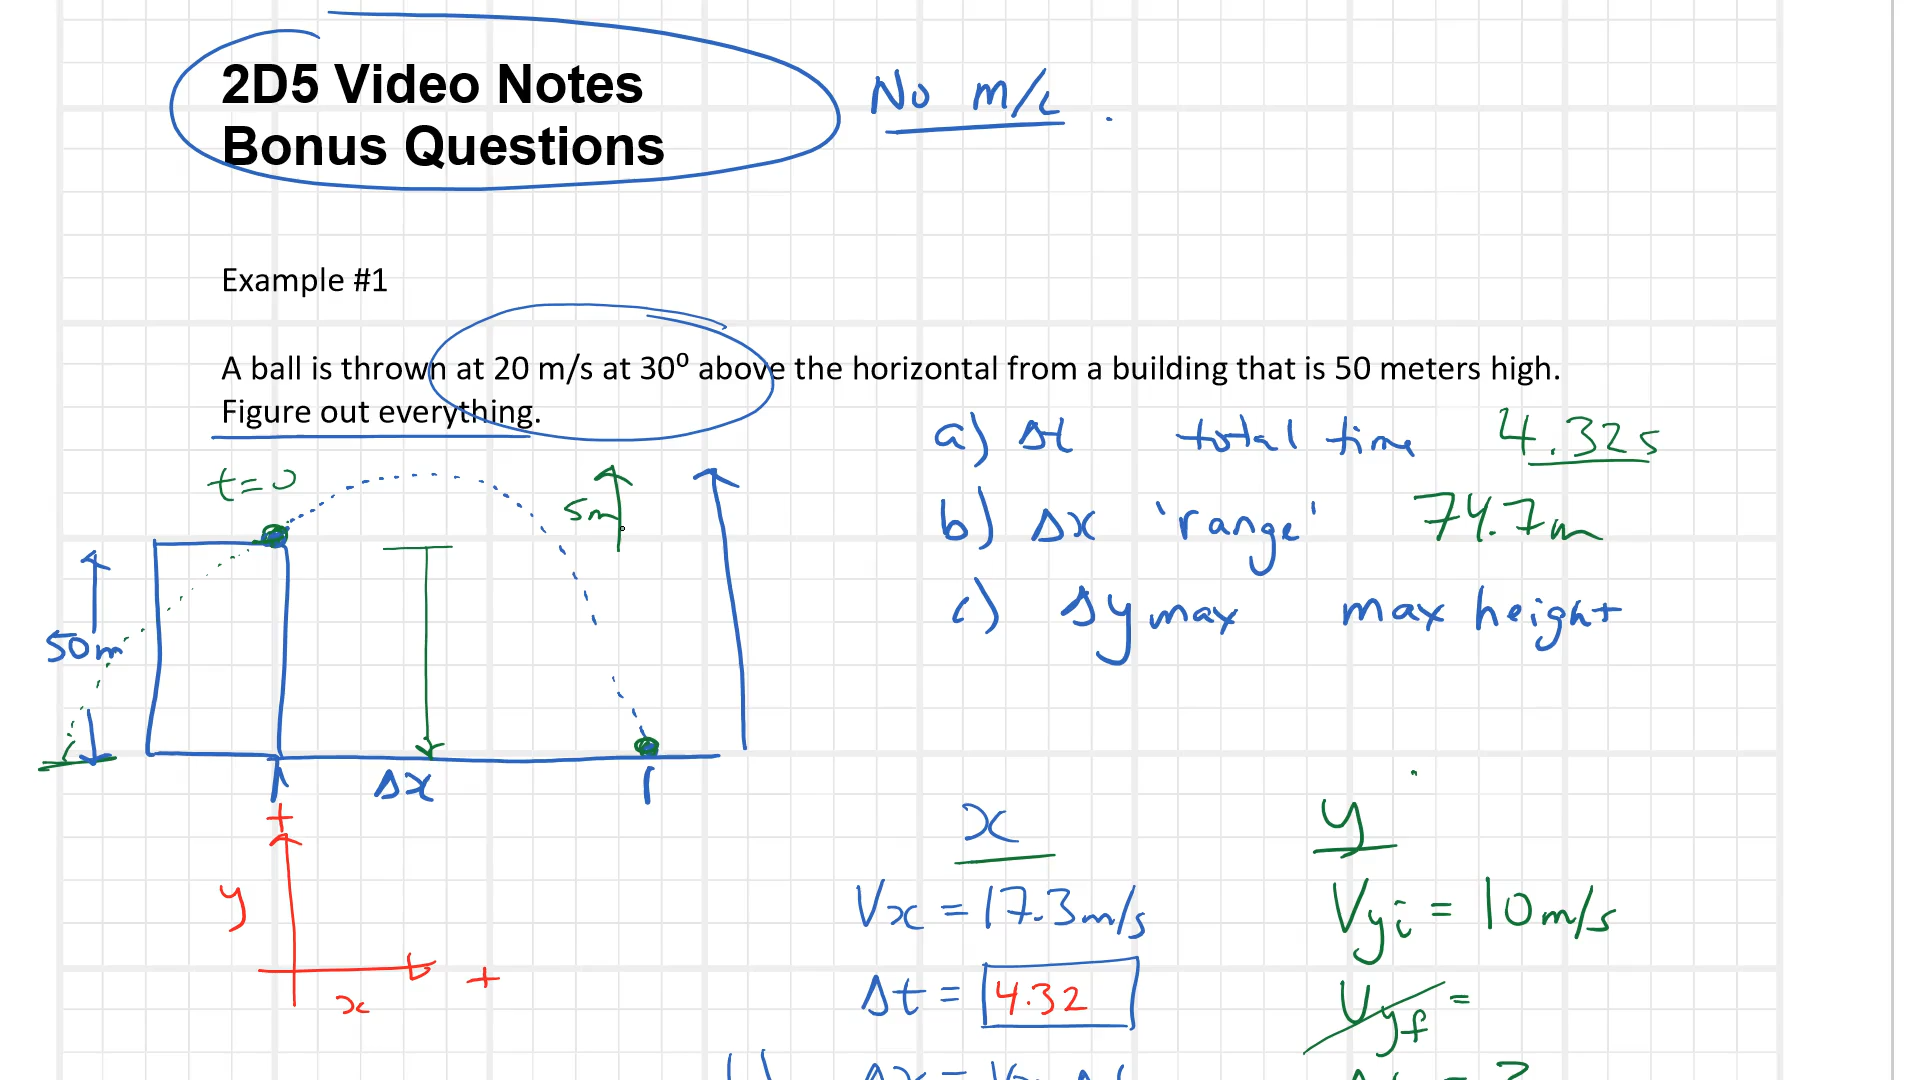 2D5 Video Notes
Bonus Questions
No m/c.
Example #1
A ball is thrown at 20 m/s at 30⁰ above the horizontal from a building that is 50 meters high.
Figure out everything.
a) Δt total time 4.32s
t=0
5m
b) Δx 'range' 74.7m
c) Δymax max height
50m
Δx
+
y
+
x
x
y
Vx = 17.3m/s
Vyi = 10m/s
Δt = 4.32
Vyf =